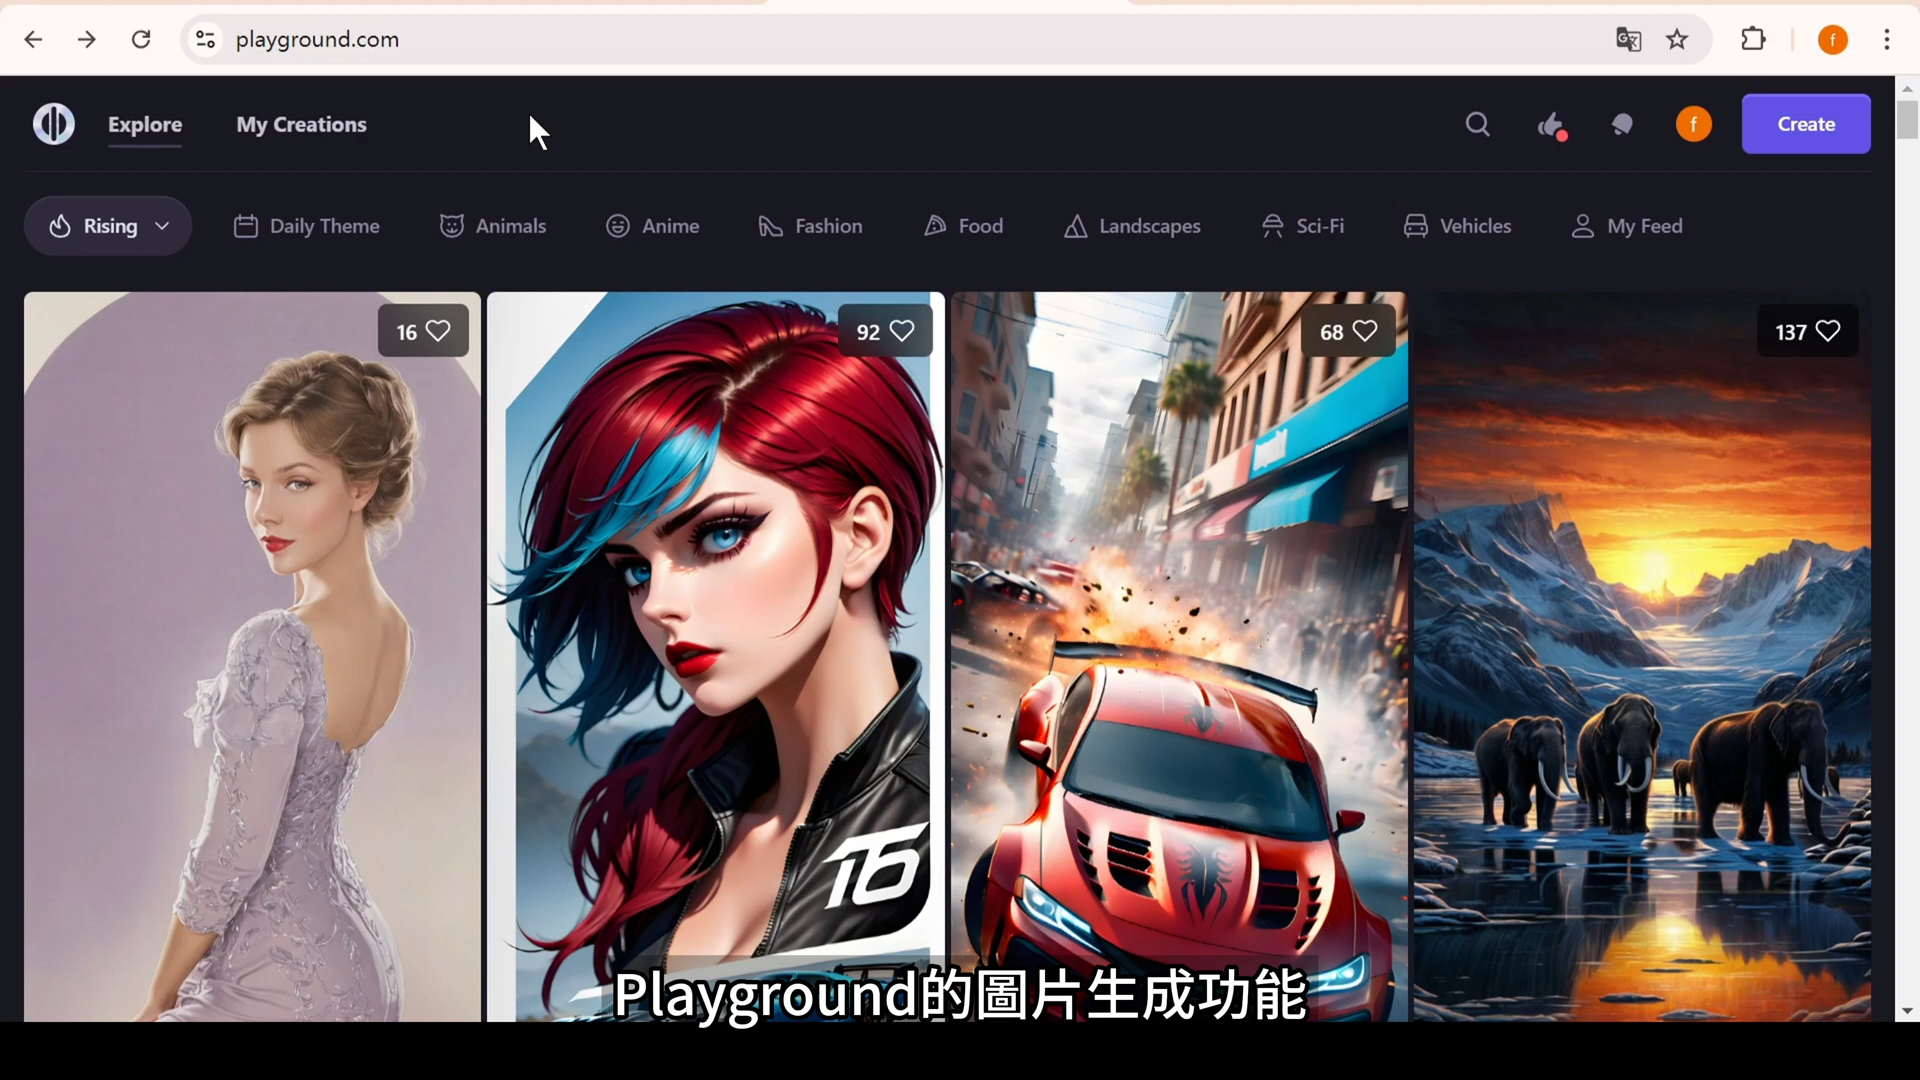 playground.com
f
Explore
My Creations
f
Create
Rising
Daily Theme
Animals
Anime
Fashion
Food
Landscapes
Sci-Fi
Vehicles
My Feed
16
92
68
137
Playground的圖片生成功能